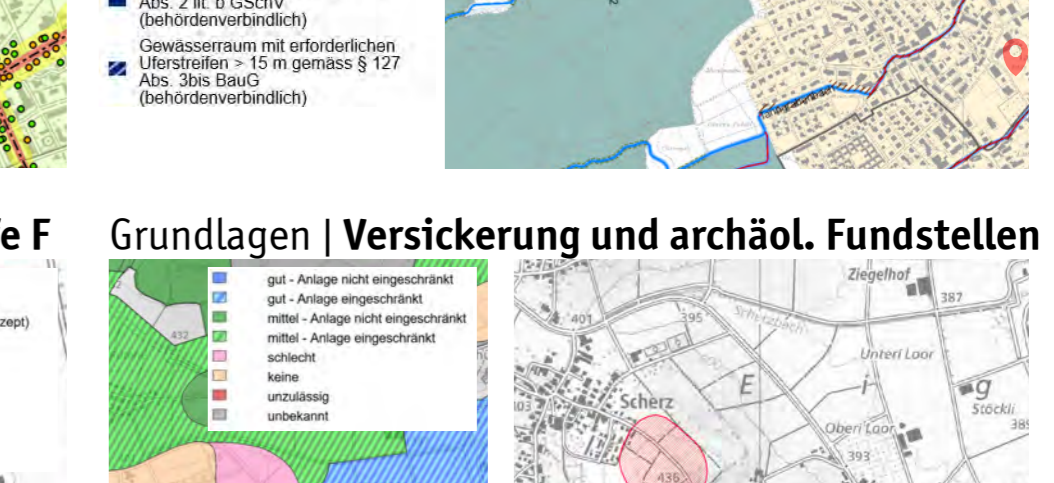 Abs. 2 lit. b GSchV
(behördenverbindlich)
Gewässerraum mit erforderlichen
Uferstreifen > 15 m gemäss § 127
Abs. 3bis BauG
(behördenverbindlich)
e F
Grundlagen | Versickerung und archäol. Fundstellen
zept)
gut - Anlage nicht eingeschränkt
gut - Anlage eingeschränkt
mittel - Anlage nicht eingeschränkt
mittel - Anlage eingeschränkt
schlecht
keine
unzulässig
unbekannt
432
Ziegelhof
387
401
395
Scherzbach
Unteri Loor
E i g
Stöckli
Scherz
Oberi Loor
393
436